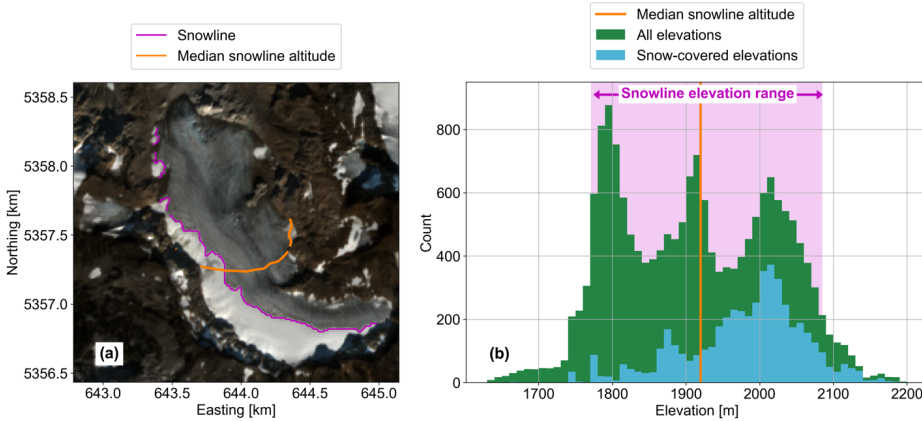 Snowline
Median snowline altitude
Median snowline altitude
All elevations
Snow-covered elevations
5358.5
5358.0
5357.5
5357.0
5356.5
Northing [km]
(a)
643.0
643.5
644.0
644.5
645.0
Easting [km]
Snowline elevation range
800
600
400
200
0
Count
(b)
1700
1800
1900
2000
2100
2200
Elevation [m]